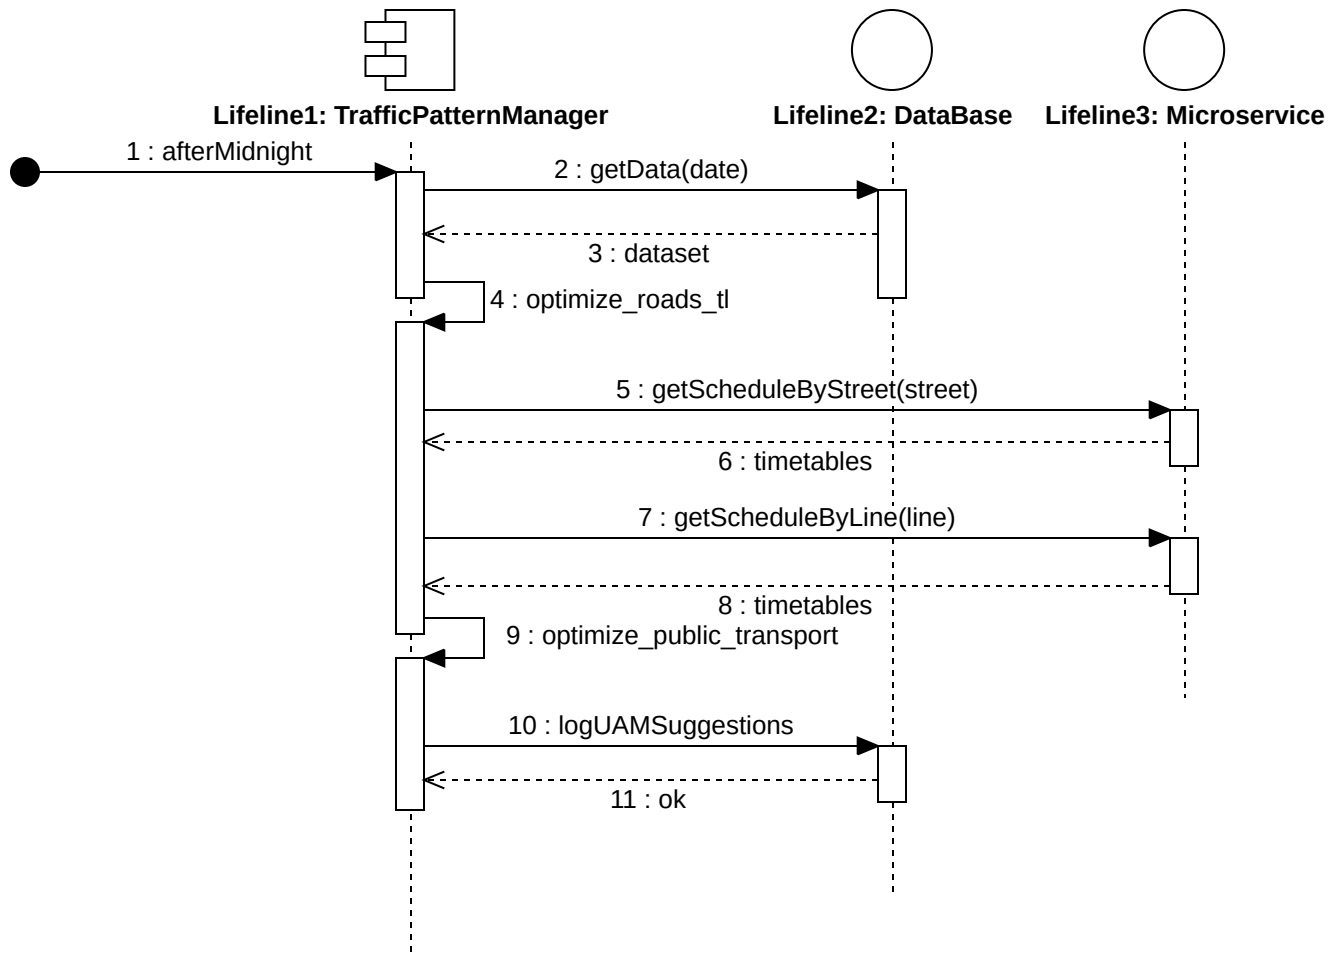 Lifeline1: TrafficPatternManager
Lifeline2: DataBase
Lifeline3: Microservice
1 : afterMidnight
2 : getData(date)
3 : dataset
4 : optimize_roads_tl
5 : getScheduleByStreet(street)
6 : timetables
7 : getScheduleByLine(line)
8 : timetables
9 : optimize_public_transport
10 : logUAMSuggestions
11 : ok